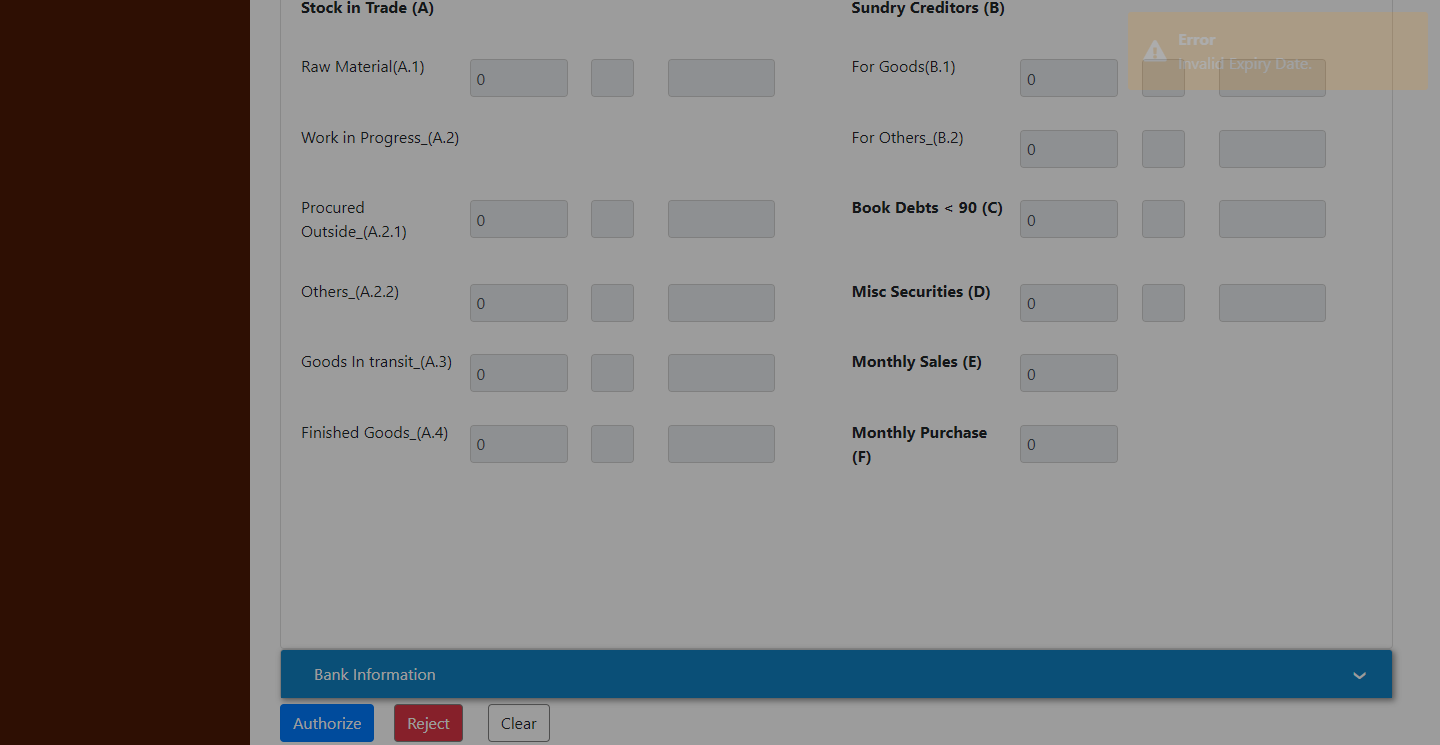 Stock in Trade (A)
Sundry Creditors (B)
Error
Invalid Expiry Date.
Raw Material(A.1)
0
For Goods(B.1)
0
Work in Progress_(A.2)
For Others_(B.2)
0
Procured
Outside_(A.2.1)
0
Book Debts < 90 (C)
0
Others_(A.2.2)
0
Misc Securities (D)
0
Goods In transit_(A.3)
0
Monthly Sales (E)
0
Finished Goods_(A.4)
0
Monthly Purchase
(F)
0
Bank Information
Authorize
Reject
Clear